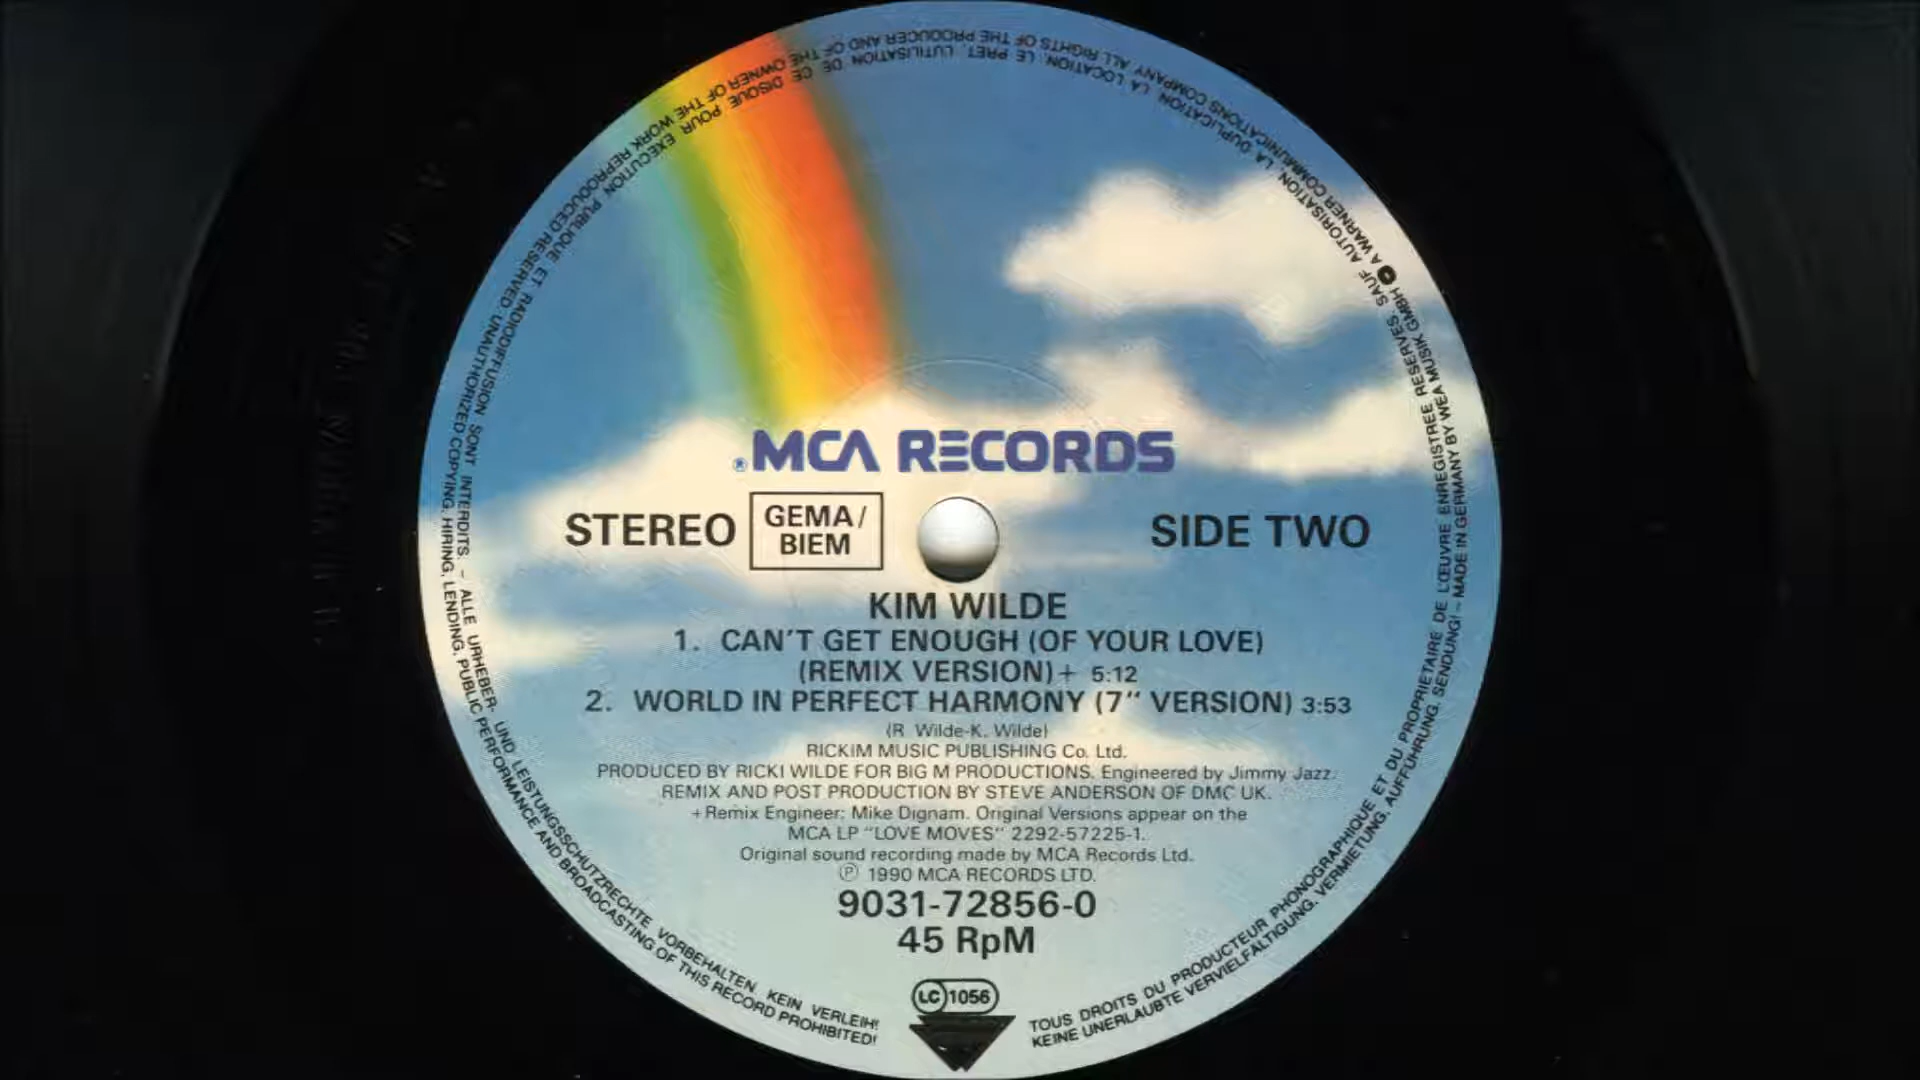 ®MCA RECORDS
STEREO GEMA/ BIEM SIDE TWO
KIM WILDE
1. CAN'T GET ENOUGH (OF YOUR LOVE)
(REMIX VERSION)+ 5:12
2. WORLD IN PERFECT HARMONY (7" VERSION) 3:53
(R. Wilde-K. Wilde)
RICKIM MUSIC PUBLISHING Co. Ltd.
PRODUCED BY RICKI WILDE FOR BIG M PRODUCTIONS. Engineered by Jimmy Jazz.
REMIX AND POST PRODUCTION BY STEVE ANDERSON OF DMC UK.
+Remix Engineer: Mike Dignam. Original Versions appear on the
MCA LP "LOVE MOVES" 2292-57225-1.
Original sound recording made by MCA Records Ltd.
Ⓟ 1990 MCA RECORDS LTD.
9031-72856-0
45 RpM
LC 1056
TOUS DROITS DU PRODUCTEUR PHONOGRAPHIQUE ET DU PROPRIETAIRE DE L'ŒUVRE ENREGISTREE RESERVES. SAUF AUTORISATION, LA DUPLICATION, LA LOCATION, LE PRET, L'UTILISATION DE CE DISQUE POUR EXECUTION PUBLIQUE ET RADIODIFFUSION SONT INTERDITS. – ALLE URHEBER- UND LEISTUNGSSCHUTZRECHTE VORBEHALTEN KEIN VERLEIH!
KEINE UNERLAUBTE VERVIELFÄLTIGUNG, VERMIETUNG, AUFFÜHRUNG, SENDUNG! – MADE IN GERMANY BY WEA MUSIK GMBH A WARNER COMMUNICATIONS COMPANY ALL RIGHTS OF THE PRODUCER AND OF THE OWNER OF THE WORK REPRODUCED RESERVED. UNAUTHORIZED COPYING, HIRING, LENDING, PUBLIC PERFORMANCE AND BROADCASTING OF THIS RECORD PROHIBITED!